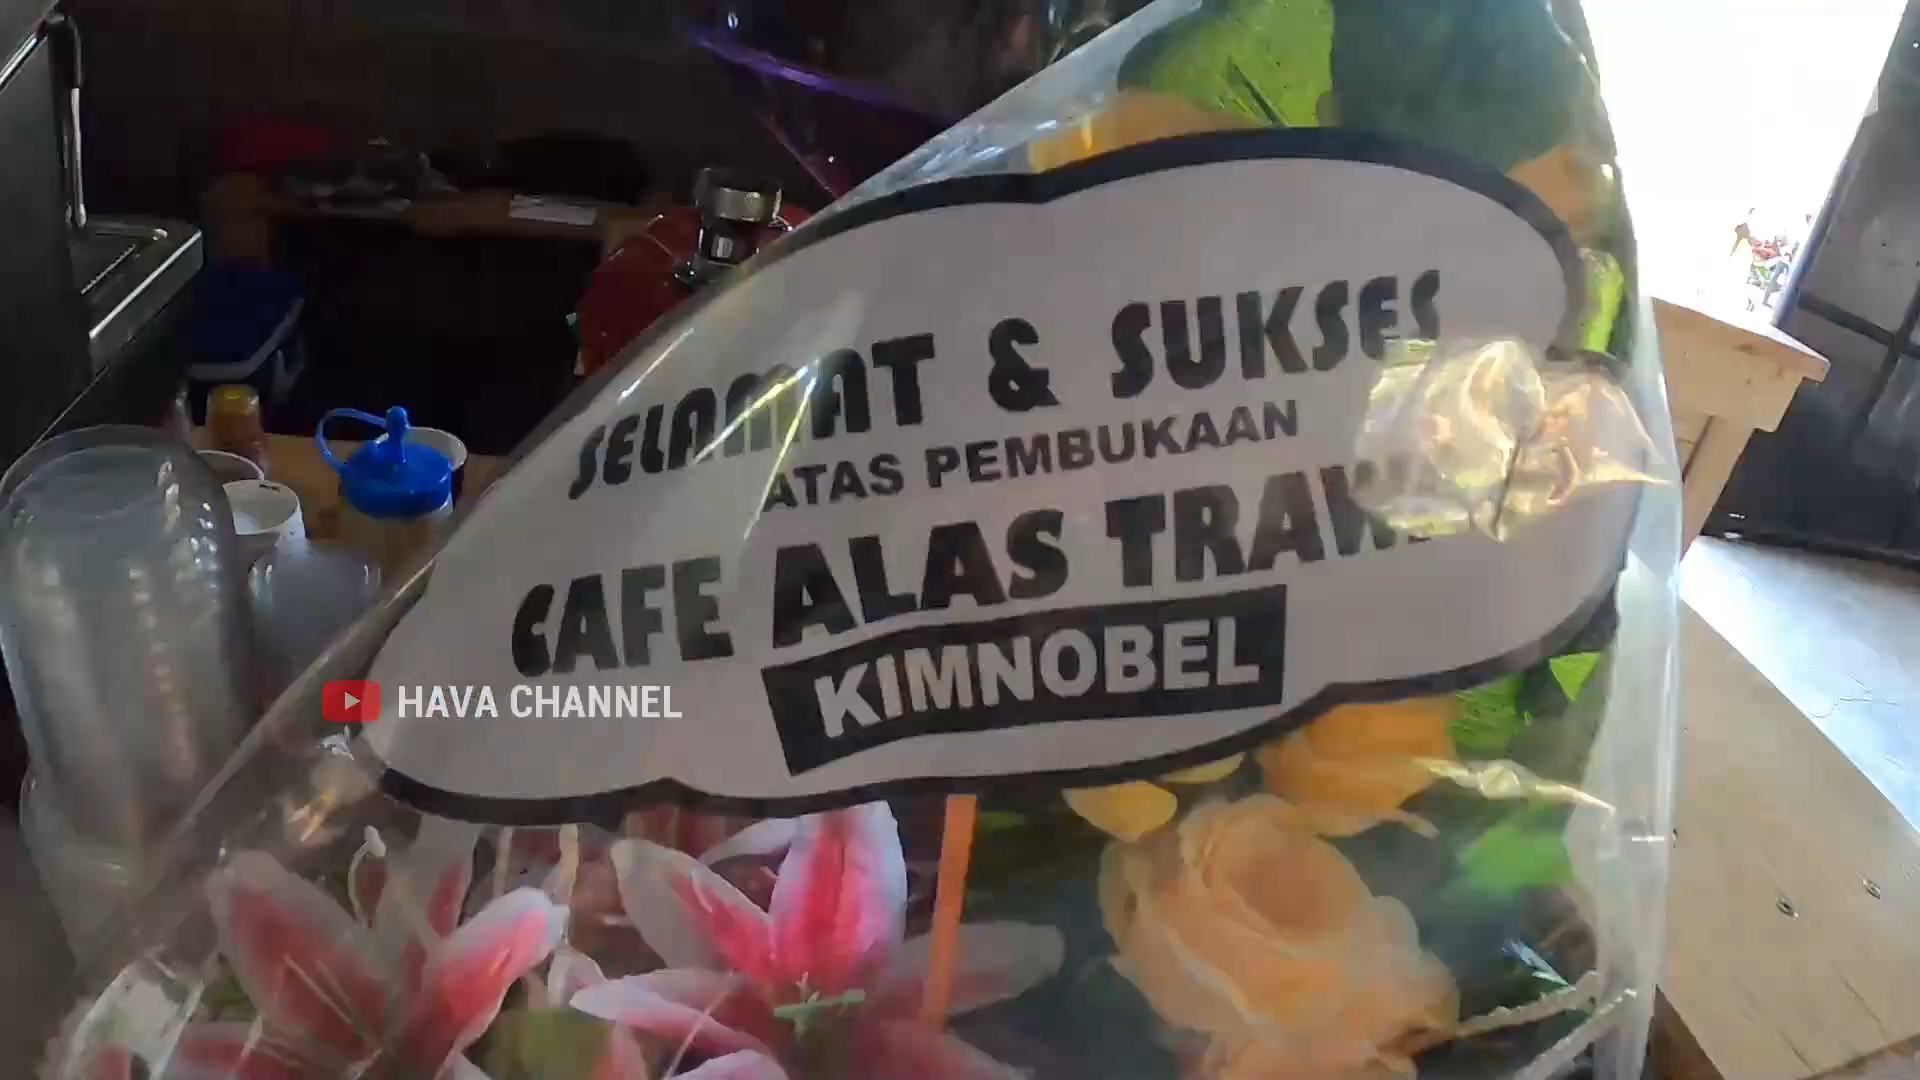 SELAMAT & SUKSES
ATAS PEMBUKAAN
CAFE ALAS
KIMNOBEL
HAVA CHANNEL